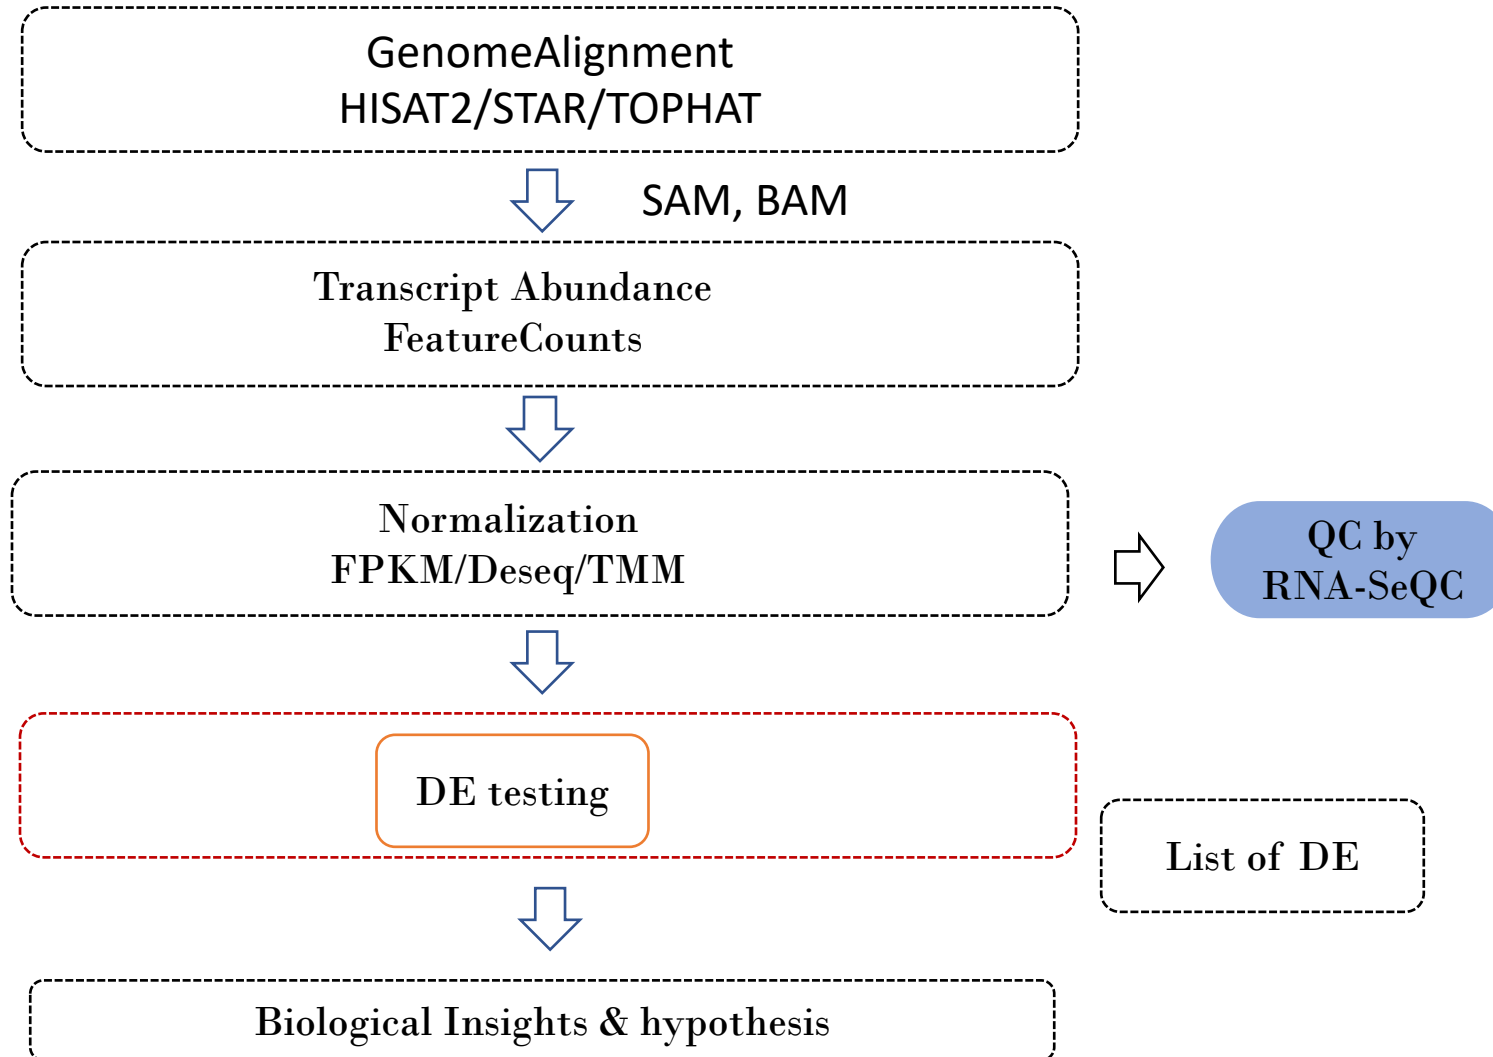 GenomeAlignment
HISAT2/STAR/TOPHAT
SAM, BAM
Transcript Abundance
FeatureCounts
Normalization
FPKM/Deseq/TMM
QC by
RNA-SeQC
DE testing
List of DE
Biological Insights & hypothesis